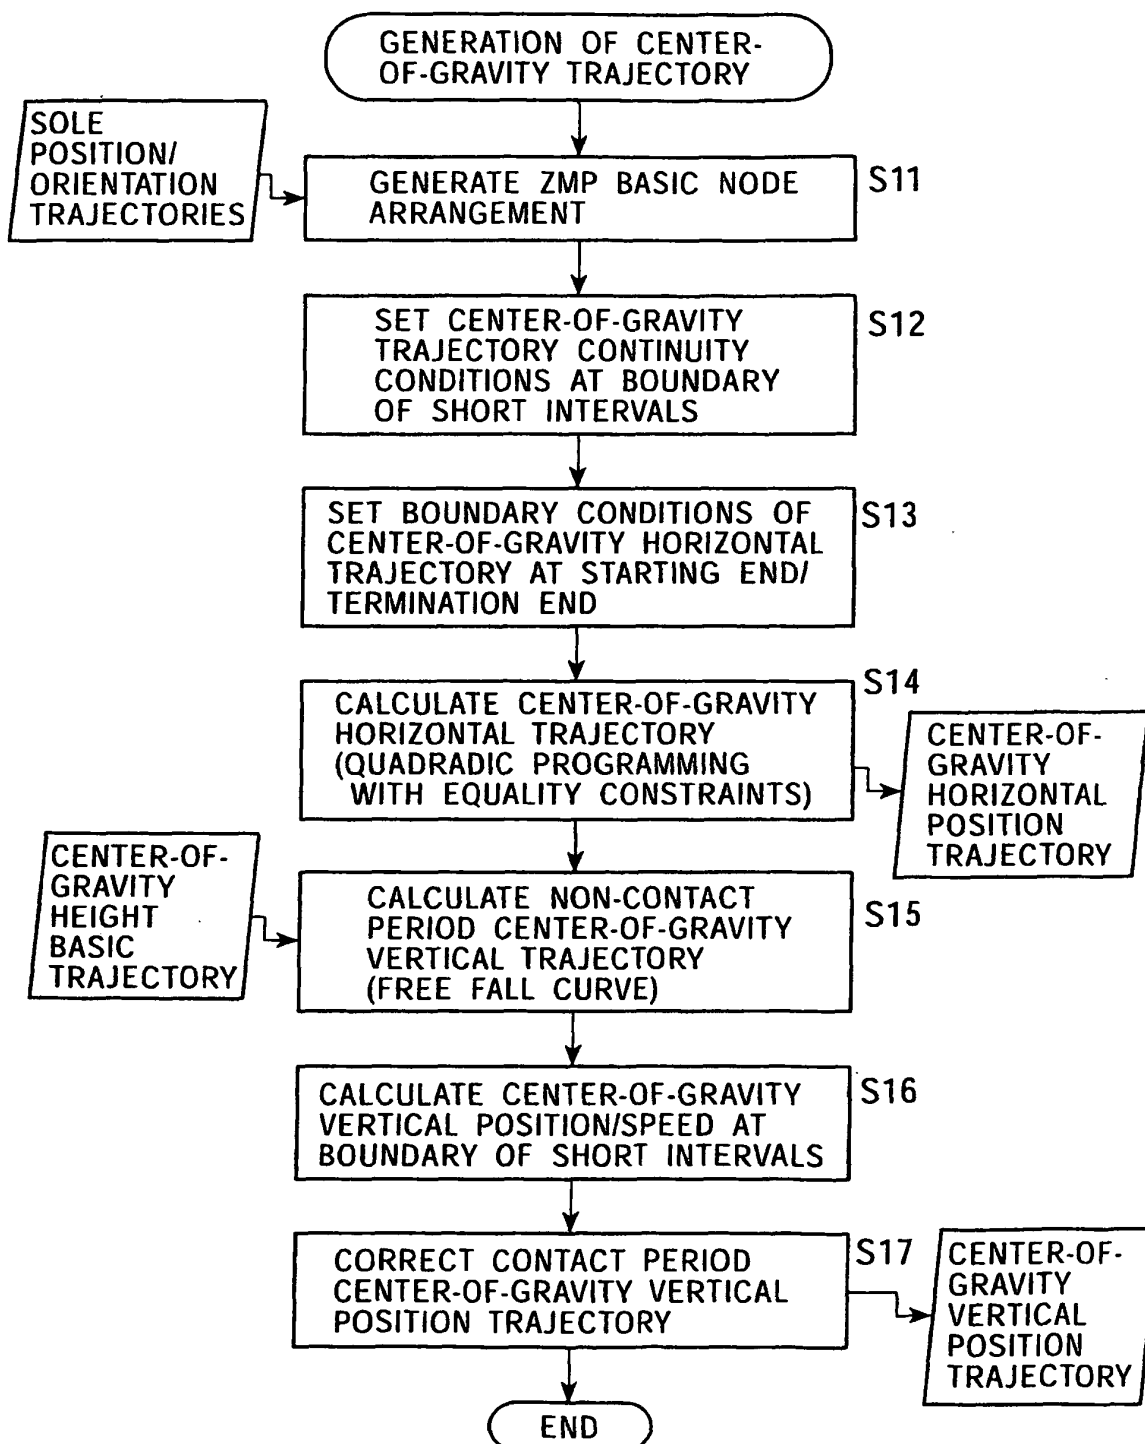 GENERATION OF CENTER-
OF-GRAVITY TRAJECTORY
SOLE
POSITION/
ORIENTATION
TRAJECTORIES
GENERATE ZMP BASIC NODE
ARRANGEMENT
S11
SET CENTER-OF-GRAVITY
TRAJECTORY CONTINUITY
CONDITIONS AT BOUNDARY
OF SHORT INTERVALS
S12
SET BOUNDARY CONDITIONS OF
CENTER-OF-GRAVITY HORIZONTAL
TRAJECTORY AT STARTING END/
TERMINATION END
S13
CALCULATE CENTER-OF-GRAVITY
HORIZONTAL TRAJECTORY
(QUADRADIC PROGRAMMING
WITH EQUALITY CONSTRAINTS)
S14
CENTER-OF-
GRAVITY
HORIZONTAL
POSITION
TRAJECTORY
CENTER-OF-
GRAVITY
HEIGHT
BASIC
TRAJECTORY
CALCULATE NON-CONTACT
PERIOD CENTER-OF-GRAVITY
VERTICAL TRAJECTORY
(FREE FALL CURVE)
S15
CALCULATE CENTER-OF-GRAVITY
VERTICAL POSITION/SPEED AT
BOUNDARY OF SHORT INTERVALS
S16
CORRECT CONTACT PERIOD
CENTER-OF-GRAVITY VERTICAL
POSITION TRAJECTORY
S17
CENTER-OF-
GRAVITY
VERTICAL
POSITION
TRAJECTORY
END